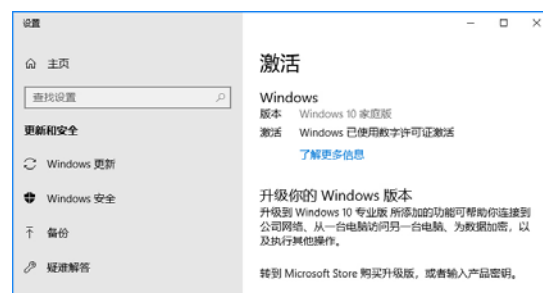 设置
主页
查找设置
更新和安全
Windows 更新
Windows 安全
备份
疑难解答
激活
Windows
版本 Windows 10 家庭版
激活 Windows 已使用数字许可证激活
了解更多信息
升级你的 Windows 版本
升级到 Windows 10 专业版 所添加的功能可帮助你连接到
公司网络、从一台电脑访问另一台电脑、为数据加密，以
及执行其他操作。
转到 Microsoft Store 购买升级版，或者输入产品密钥。